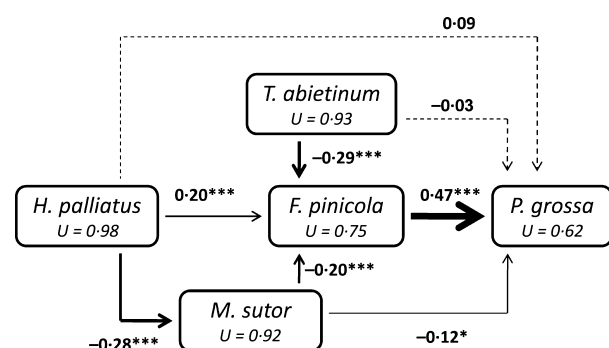 0·09
T. abietinum
U = 0·93
−0·03
−0·29***
H. palliatus
U = 0·98
0·20***
F. pinicola
U = 0·75
0·47***
P. grossa
U = 0·62
−0·20***
M. sutor
U = 0·92
−0·28***
−0·12*